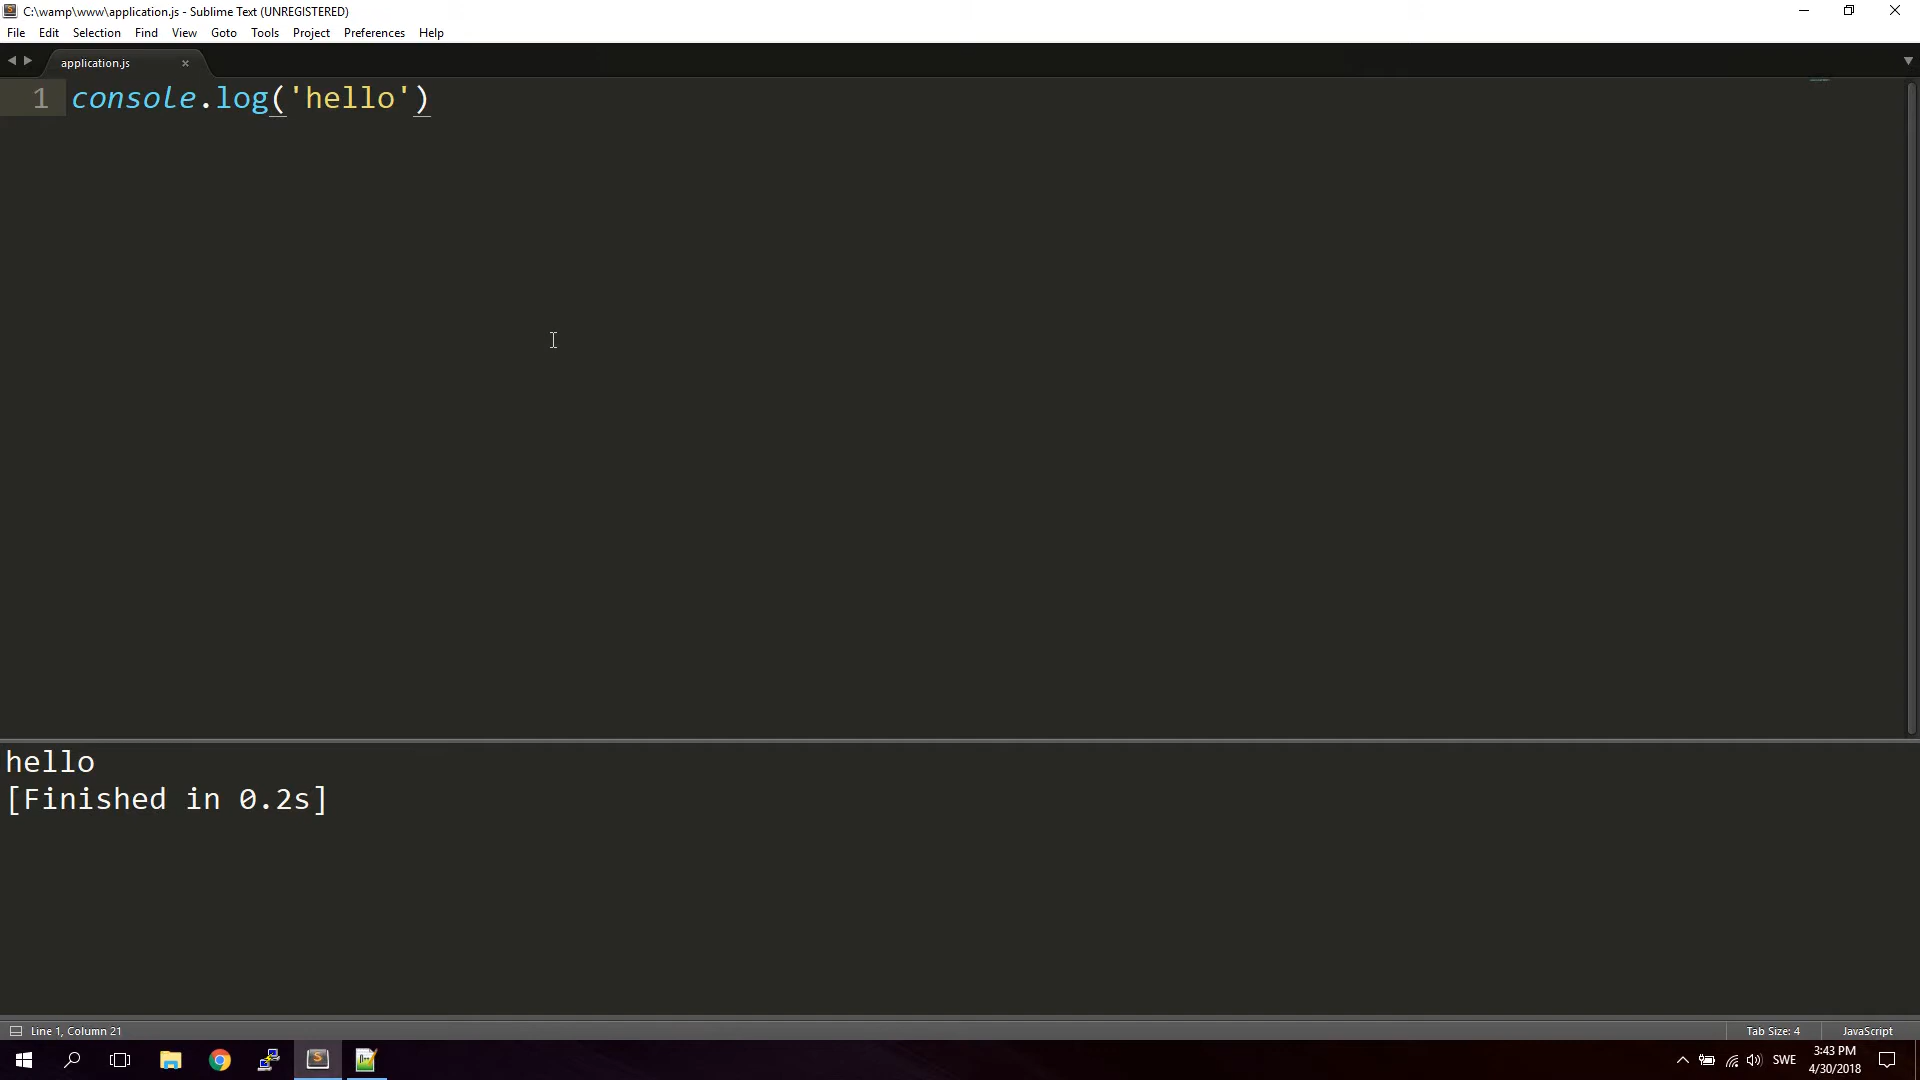 C:\wamp\www\application.js - Sublime Text (UNREGISTERED)
File Edit Selection Find View Goto Tools Project Preferences Help
application.js
1 console.log('hello')
hello
[Finished in 0.2s]
Line 1, Column 21
Tab Size: 4
JavaScript
SWE
3:43 PM
4/30/2018